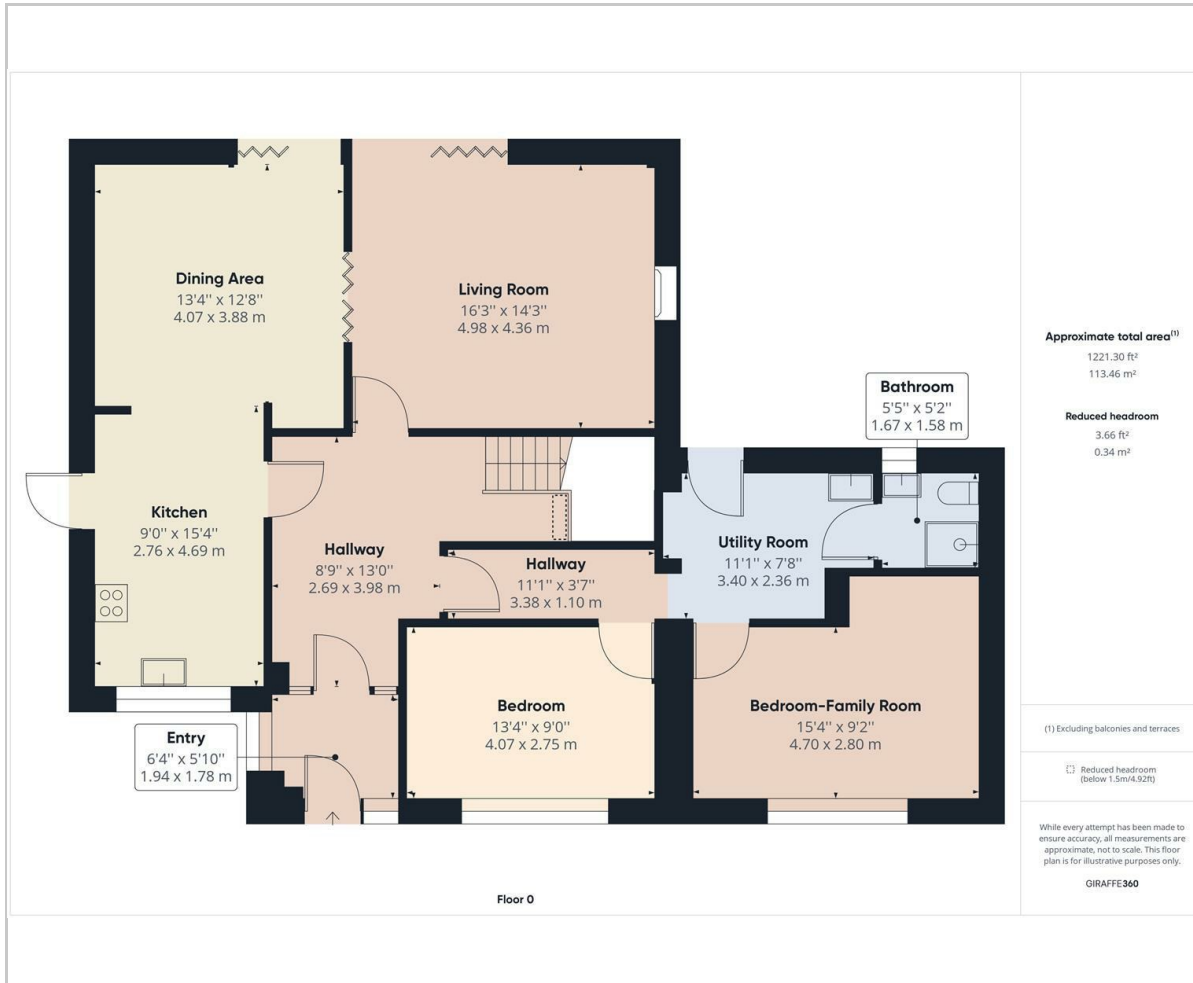 Dining Area
13'4'' x 12'8''
4.07 x 3.88 m
Living Room
16'3'' x 14'3''
4.98 x 4.36 m
Bathroom
5'5'' x 5'2''
1.67 x 1.58 m
Kitchen
9'0'' x 15'4''
2.76 x 4.69 m
Hallway
8'9'' x 13'0''
2.69 x 3.98 m
Hallway
11'1'' x 3'7''
3.38 x 1.10 m
Utility Room
11'1'' x 7'8''
3.40 x 2.36 m
Entry
6'4'' x 5'10''
1.94 x 1.78 m
Bedroom
13'4'' x 9'0''
4.07 x 2.75 m
Bedroom-Family Room
15'4'' x 9'2''
4.70 x 2.80 m
Floor 0
Approximate total area(1)
1221.30 ft²
113.46 m²
Reduced headroom
3.66 ft²
0.34 m²
(1) Excluding balconies and terraces
Reduced headroom
(below 1.5m/4.92ft)
While every attempt has been made to
ensure accuracy, all measurements are
approximate, not to scale. This floor
plan is for illustrative purposes only.
GIRAFFE360